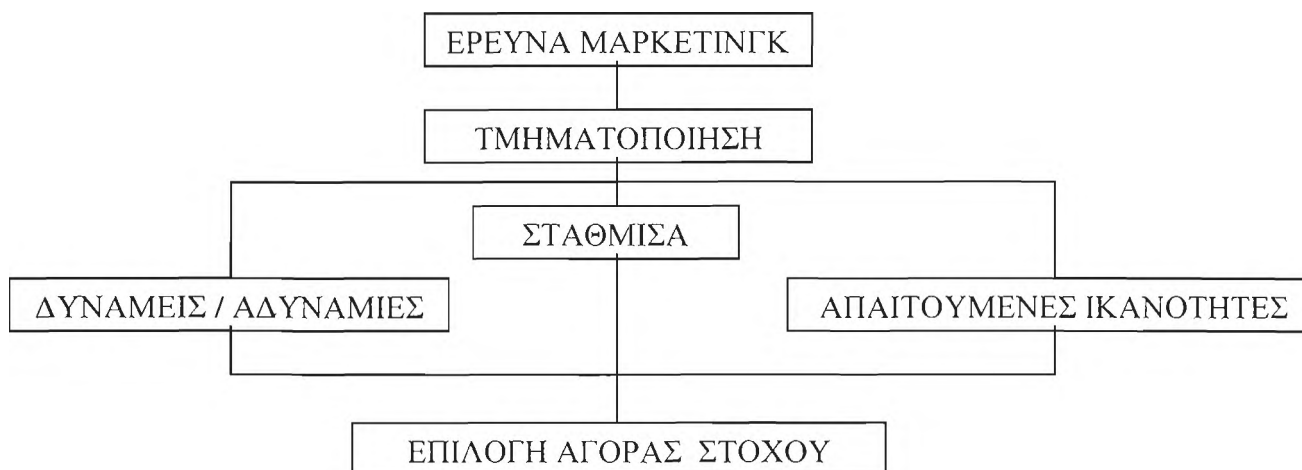 ΕΡΕΥΝΑ ΜΑΡΚΕΤΙΝΓΚ
ΤΜΗΜΑΤΟΠΟΙΗΣΗ
ΣΤΑΘΜΙΣΑ
ΔΥΝΑΜΕΙΣ / ΑΔΥΝΑΜΙΕΣ
ΑΠΑΙΤΟΥΜΕΝΕΣ ΙΚΑΝΟΤΗΤΕΣ
ΕΠΙΛΟΓΗ ΑΓΟΡΑΣ ΣΤΟΧΟΥ